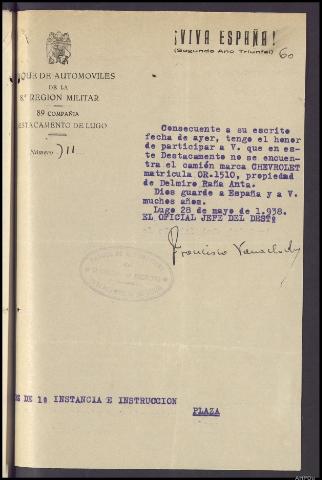 ¡VIVA ESPAÑA!
(Segundo Año Triunfal)
60
QUE DE AUTOMOVILES
DE LA
8ª REGION MILITAR
89 COMPAÑIA
DESTACAMENTO DE LUGO
Número 711
Consecuente a su escrito
fecha de ayer, tengo el honor
de participar a V. que en es-
te Destacamento no se encuen-
tra el camión marca CHEVROLET
matrícula OR.1510, propiedad
de Delmiro Raña Anta.
Dios guarde a España y a V.
muchos años.
Lugo 28 de mayo de 1.938.
EL OFICIAL JEFE DEL DESTº
Francisco
DE 1ª INSTANCIA E INSTRUCCION
PLAZA